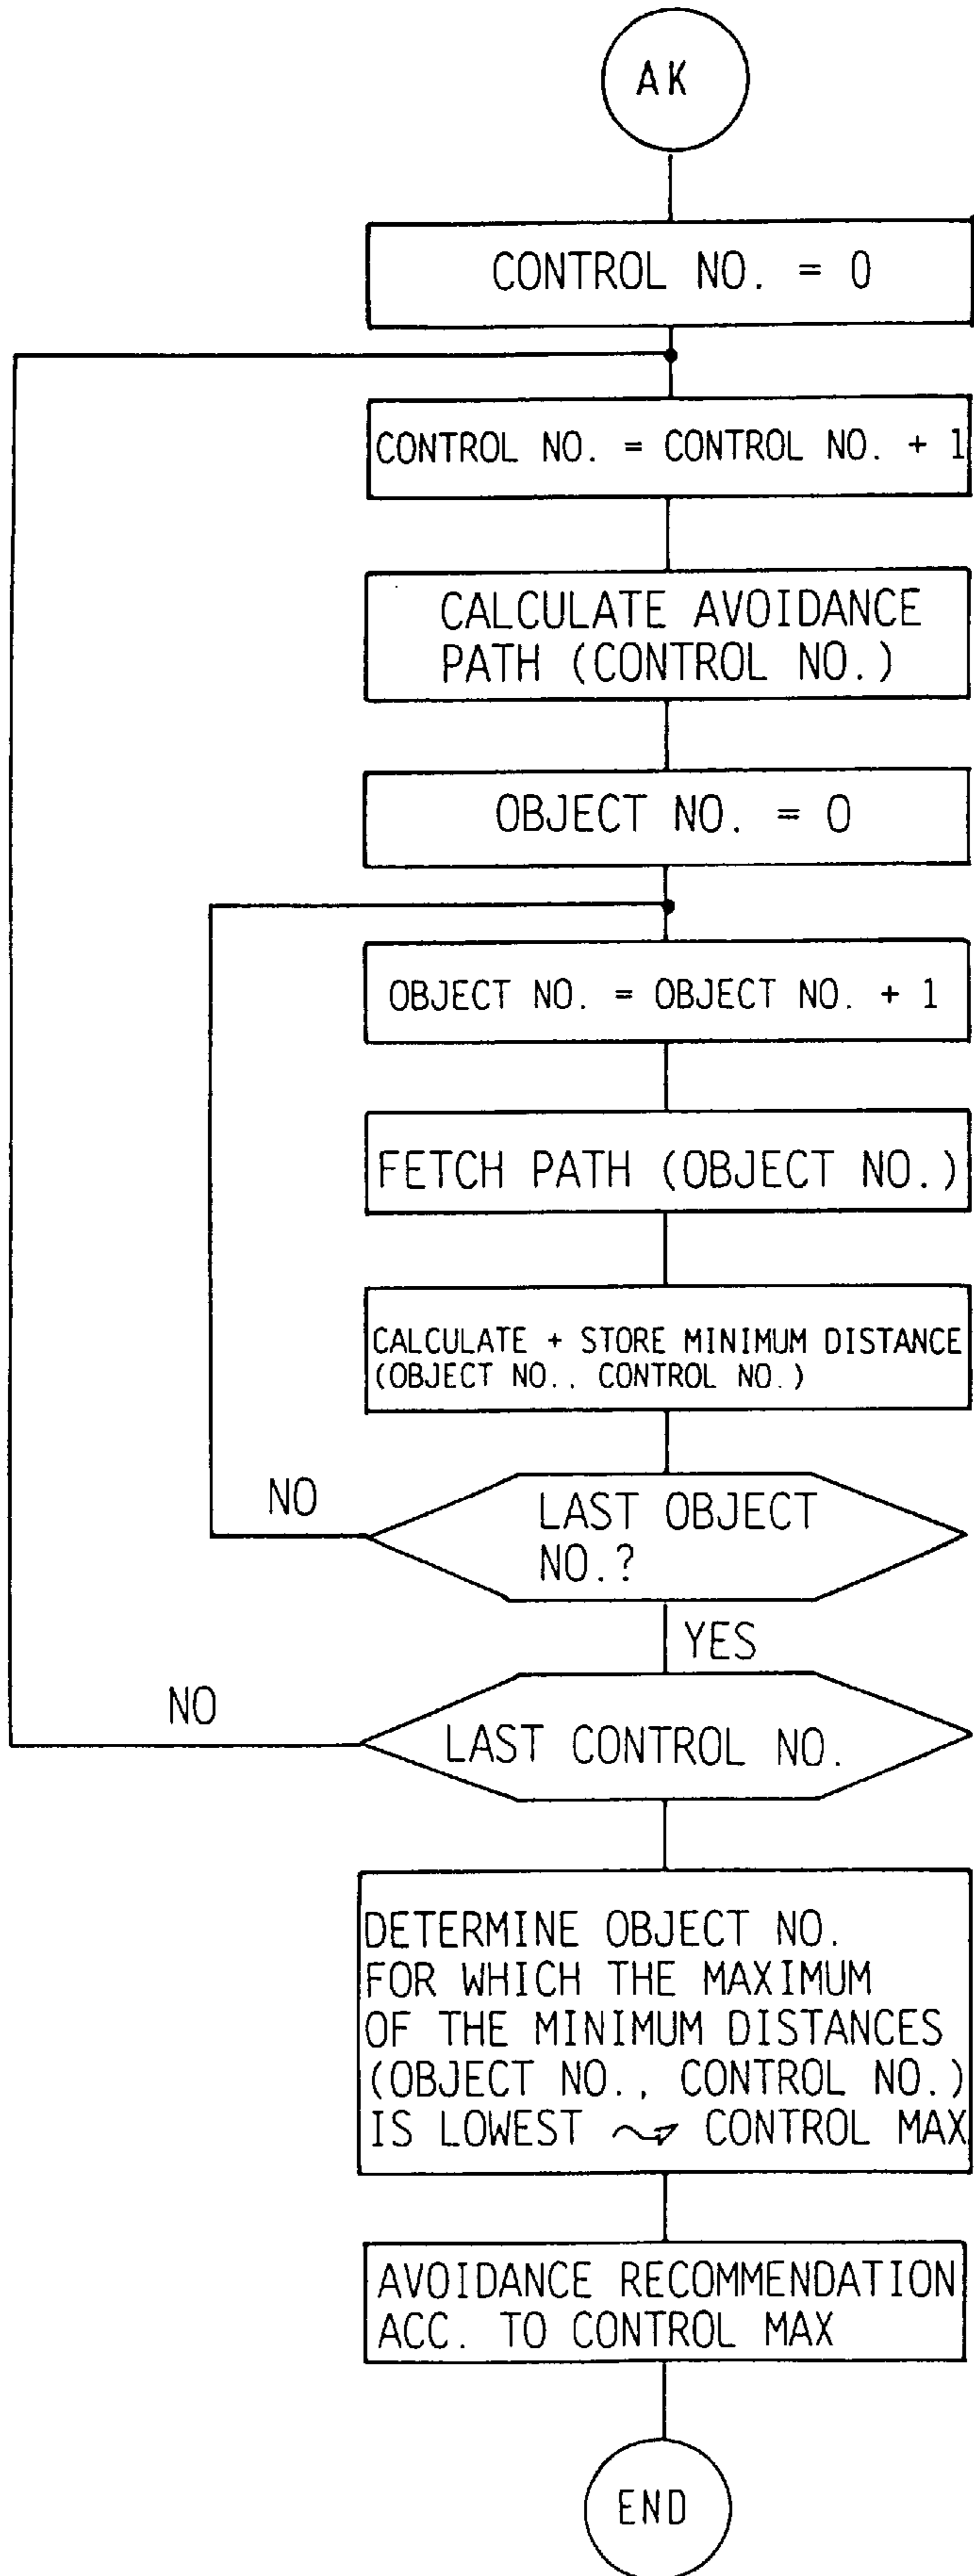 AK
CONTROL NO. = 0
CONTROL NO. = CONTROL NO. + 1
CALCULATE AVOIDANCE
PATH (CONTROL NO.)
OBJECT NO. = 0
OBJECT NO. = OBJECT NO. + 1
FETCH PATH (OBJECT NO.)
CALCULATE + STORE MINIMUM DISTANCE
(OBJECT NO., CONTROL NO.)
NO
LAST OBJECT
NO.?
YES
NO
LAST CONTROL NO.
DETERMINE OBJECT NO.
FOR WHICH THE MAXIMUM
OF THE MINIMUM DISTANCES
(OBJECT NO., CONTROL NO.)
IS LOWEST ⤳ CONTROL MAX
AVOIDANCE RECOMMENDATION
ACC. TO CONTROL MAX
END